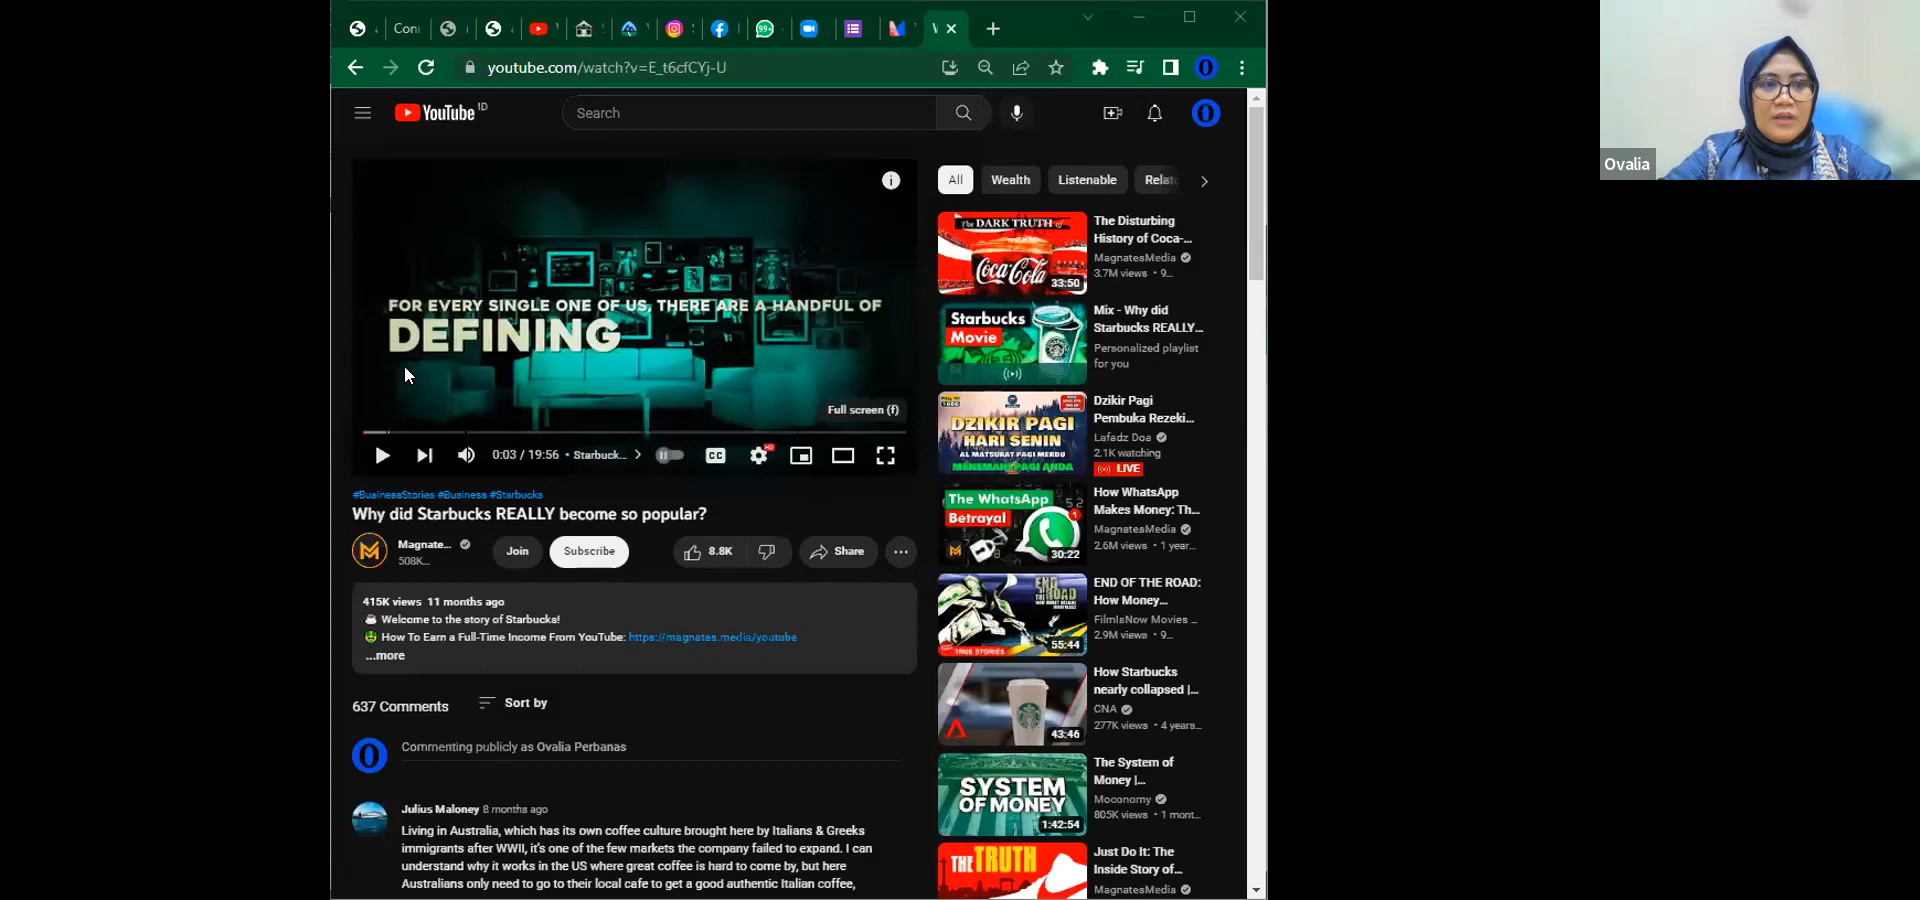 Con
99+
youtube.com/watch?v=E_t6cfCYj-U
YouTube ID
Search
FOR EVERY SINGLE ONE OF US, THERE ARE A HANDFUL OF
DEFINING
Full screen (f)
0:03 / 19:56 • Starbuck...
CC
HD
#BusinessStories #Business #Starbucks
Why did Starbucks REALLY become so popular?
Magnate...
508K...
Join
Subscribe
8.8K
Share
415K views 11 months ago
Welcome to the story of Starbucks!
How To Earn a Full-Time Income From YouTube: https://magnates.media/youtube
...more
637 Comments
Sort by
Commenting publicly as Ovalia Perbanas
Julius Maloney 8 months ago
Living in Australia, which has its own coffee culture brought here by Italians & Greeks
immigrants after WWII, it's one of the few markets the company failed to expand. I can
understand why it works in the US where great coffee is hard to come by, but here
Australians only need to go to their local cafe to get a good authentic Italian coffee,
All
Wealth
Listenable
Relat
The DARK TRUTH of
Coca-Cola
33:50
The Disturbing
History of Coca-...
MagnatesMedia
3.7M views • 9...
Starbucks
Movie
Mix - Why did
Starbucks REALLY...
Personalized playlist
for you
DZIKIR PAGI
HARI SENIN
AL MATSURAT PAGI MERDU
MENEMANI PAGI ANDA
Dzikir Pagi
Pembuka Rezeki...
Lafadz Doa
2.1K watching
LIVE
The WhatsApp
Betrayal
1
30:22
How WhatsApp
Makes Money: Th...
MagnatesMedia
2.6M views • 1 year...
END OF
THE ROAD
TRUE STORIES
55:44
END OF THE ROAD:
How Money...
FilmIsNow Movies ...
2.9M views • 9...
43:46
How Starbucks
nearly collapsed |...
CNA
277K views • 4 years...
SYSTEM
OF MONEY
1:42:54
The System of
Money |...
Moconomy
805K views • 1 mont...
THE TRUTH
Just Do It: The
Inside Story of...
MagnatesMedia
Ovalia